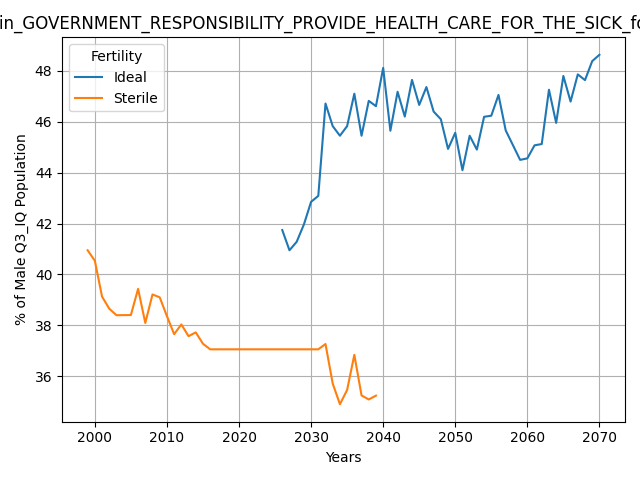 in_GOVERNMENT_RESPONSIBILITY_PROVIDE_HEALTH_CARE_FOR_THE_SICK_fo
Fertility
Ideal
Sterile
% of Male Q3_IQ Population
48
46
44
42
40
38
36
2000 2010 2020 2030 2040 2050 2060 2070
Years